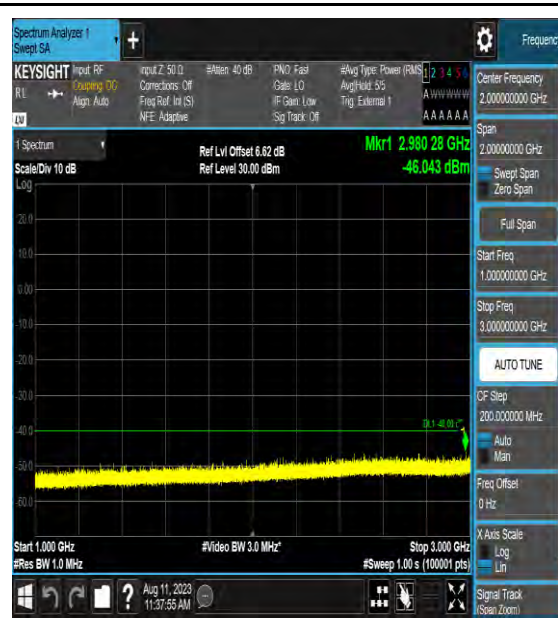 Spectrum Analyzer 1
Swept SA
Frequenc
KEYSIGHT
RL
Input: RF
Coupling: DC
Align: Auto
Input Z: 50 Ω
Corrections: Off
Freq Ref: Int (S)
NFE: Adaptive
#Atten: 40 dB
PNO: Fast
Gate: LO
IF Gain: Low
Sig Track: Off
#Avg Type: Power (RMS
Avg|Hold: 5/5
Trig: External 1
1 2 3 4 5 6
A W W W W W
A A A A A A
1 Spectrum
Scale/Div 10 dB
Log
Ref Lvl Offset 6.62 dB
Ref Level 30.00 dBm
Mkr1 2.980 28 GHz
-46.043 dBm
20.0
10.0
0.00
-10.0
-20.0
-30.0
-40.0
-50.0
-60.0
Start 1.000 GHz
#Res BW 1.0 MHz
#Video BW 3.0 MHz*
Stop 3.000 GHz
#Sweep 1.00 s (100001 pts)
Center Frequency
2.000000000 GHz
Span
2.00000000 GHz
Swept Span
Zero Span
Full Span
Start Freq
1.000000000 GHz
Stop Freq
3.000000000 GHz
AUTO TUNE
CF Step
200.000000 MHz
Auto
Man
Freq Offset
0 Hz
X Axis Scale
Log
Lin
Signal Track
(Span Zoom)
?
Aug 11, 2023
11:37:55 AM